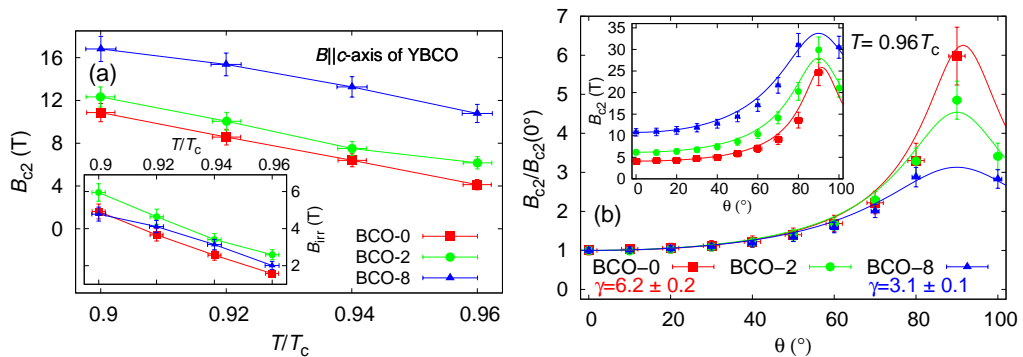 16
12
8
4
0
B_c2 (T)
(a)
B||c-axis of YBCO
T/T_c
0.9 0.92 0.94 0.96
6
4
2
B_irr (T)
BCO-0
BCO-2
BCO-8
0.9 0.92 0.94 0.96
T/T_c
7
6
5
4
3
2
1
0
B_c2/B_c2(0°)
35
30
25
20
15
10
5
0
B_c2 (T)
0 20 40 60 80 100
θ (°)
T= 0.96T_c
(b)
BCO−0 BCO−2 BCO−8
γ=6.2 ± 0.2 γ=3.1 ± 0.1
0 20 40 60 80 100
θ (°)